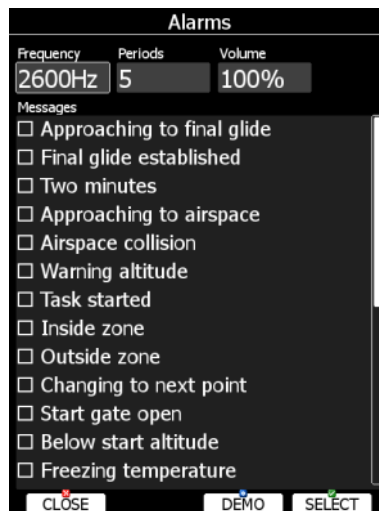 Alarms
Frequency Periods Volume
2600Hz 5 100%
Messages
Approaching to final glide
Final glide established
Two minutes
Approaching to airspace
Airspace collision
Warning altitude
Task started
Inside zone
Outside zone
Changing to next point
Start gate open
Below start altitude
Freezing temperature
CLOSE DEMO SELECT